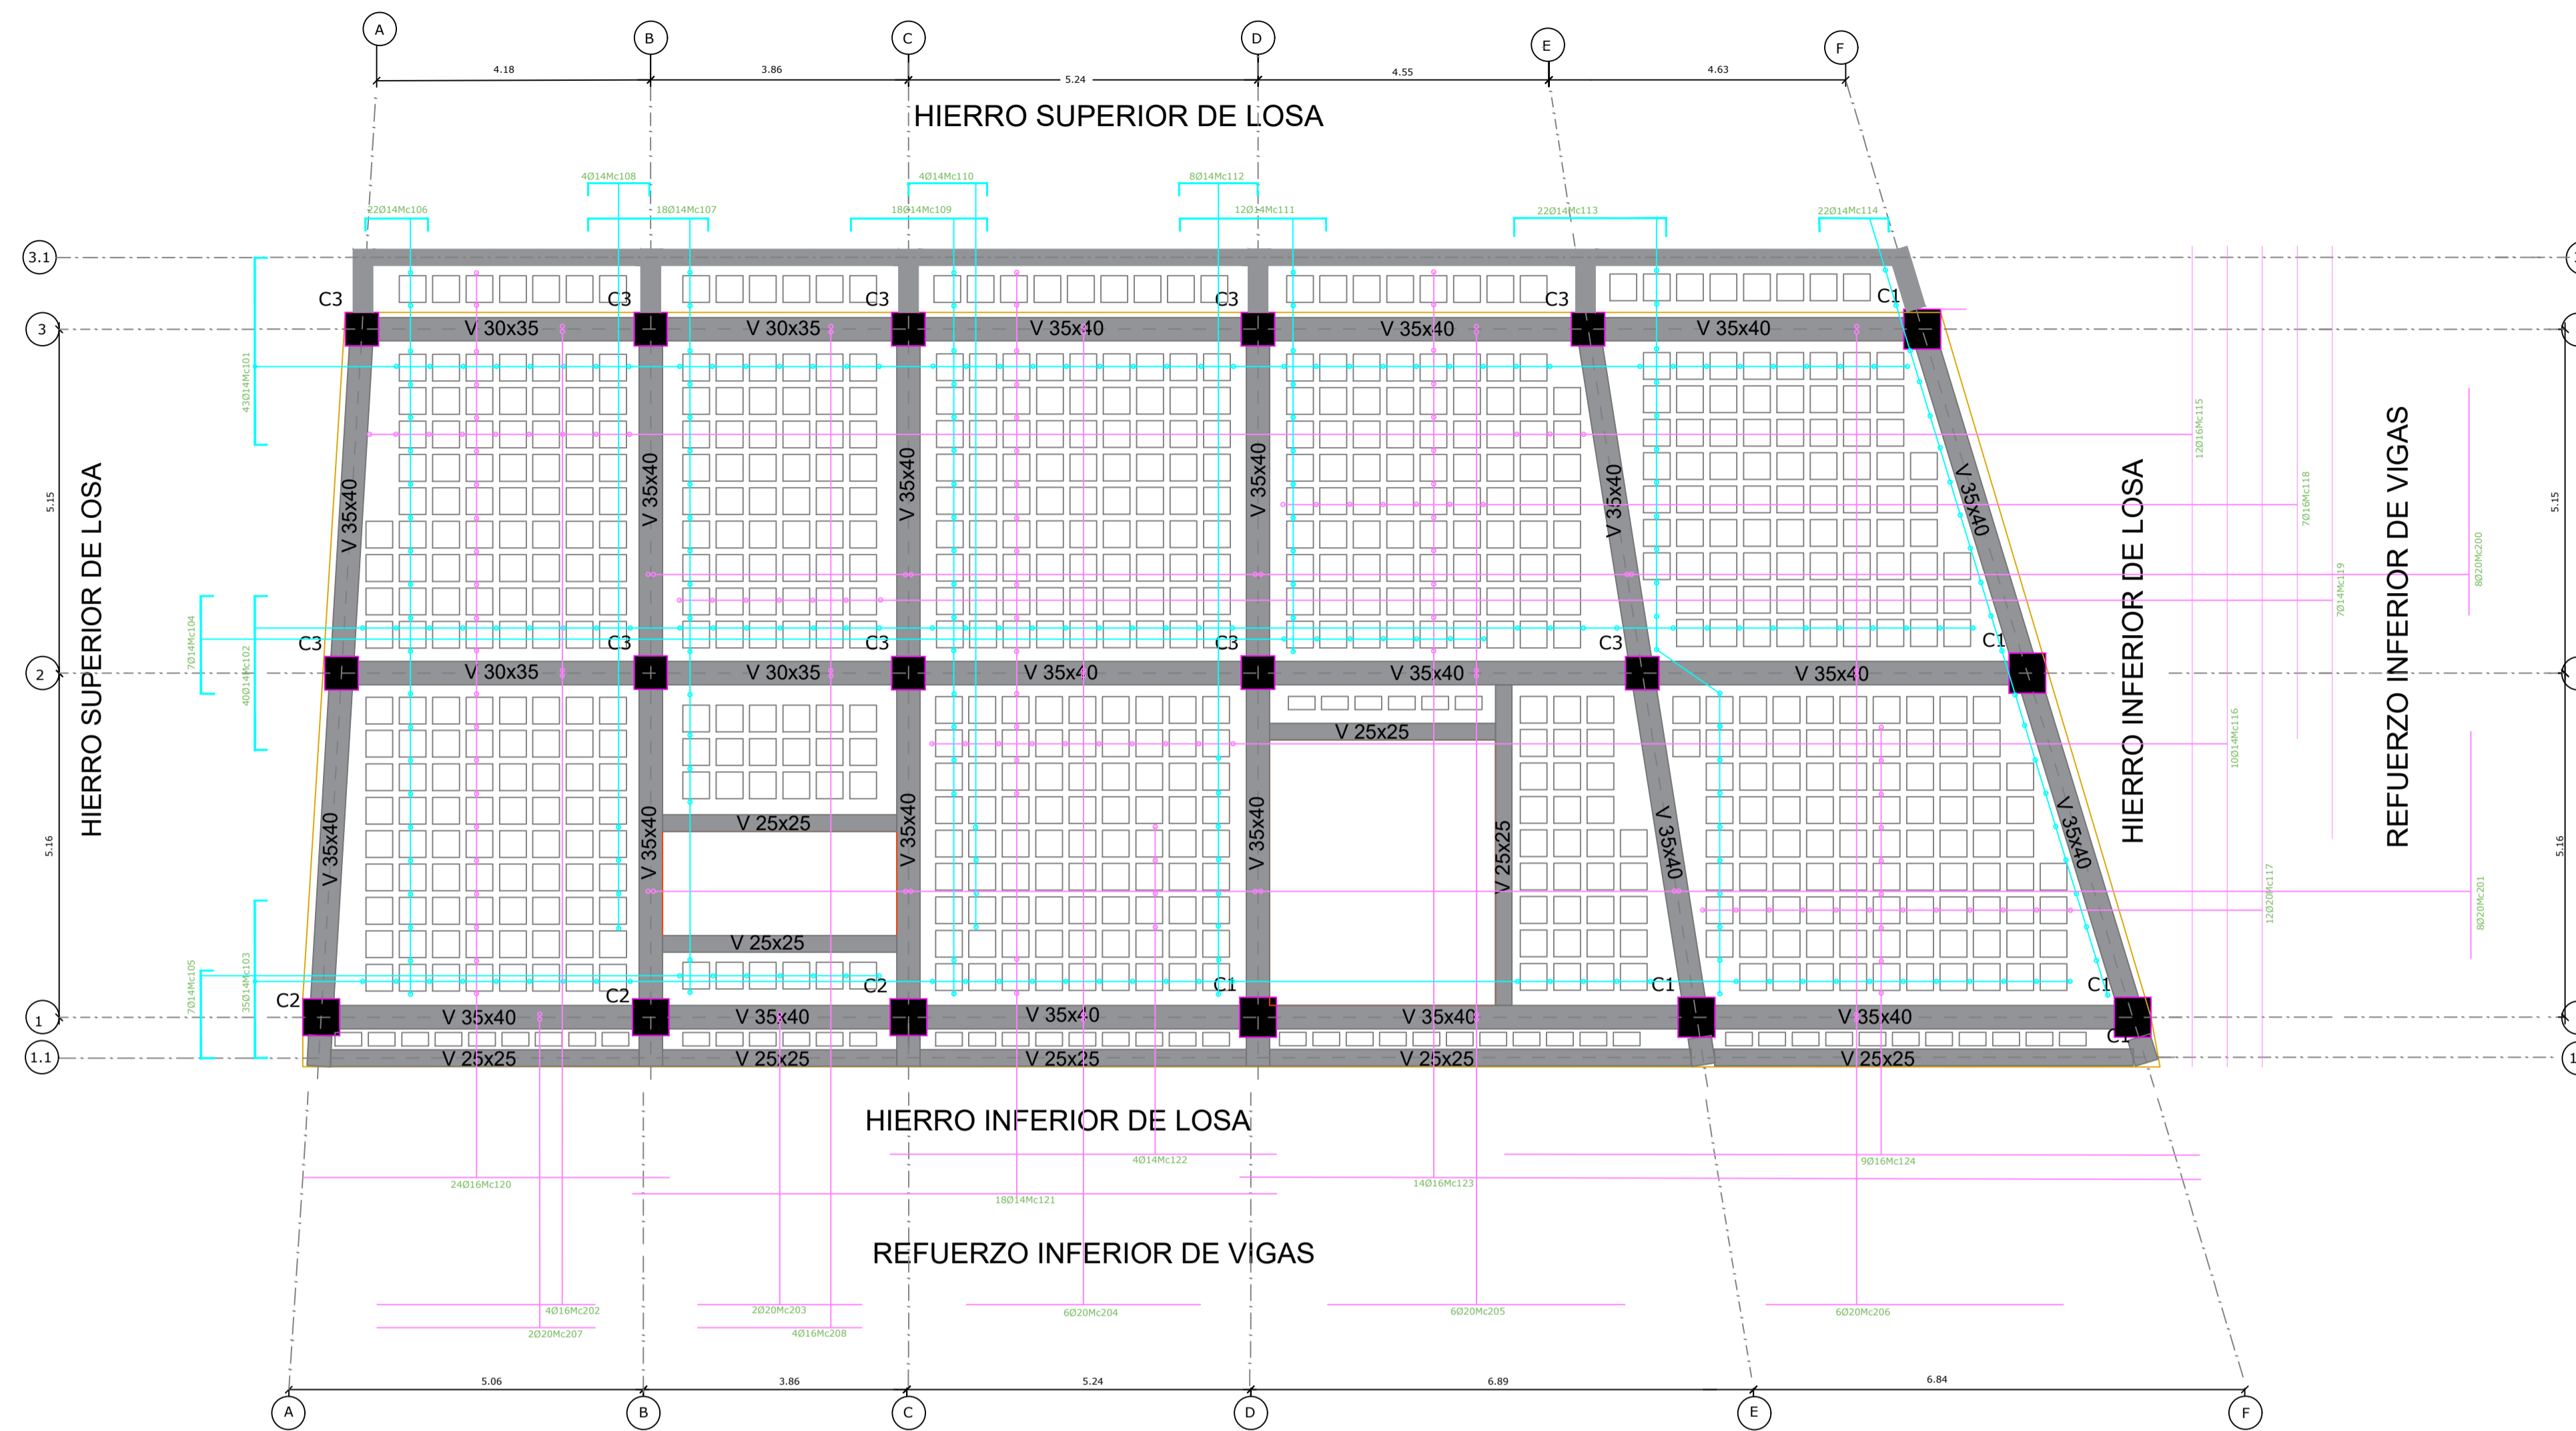 A B C D E F
4.18 3.86 5.24 4.55 4.63
HIERRO SUPERIOR DE LOSA
4Ø14Mc108 4Ø14Mc110 8Ø14Mc112
22Ø14Mc106 18Ø14Mc107 18Ø14Mc109 12Ø14Mc111 22Ø14Mc113 22Ø14Mc114
3.1
C3 C3 C3 C3 C3 C1
3 V 30x35 V 30x35 V 35x40 V 35x40 V 35x40
43Ø14Mc101
12Ø16Mc115
7Ø16Mc118
8Ø20Mc200
7Ø14Mc119
5.15
HIERRO SUPERIOR DE LOSA
V 35x40 V 35x40 V 35x40 V 35x40 V 35x40 V 35x40
HIERRO INFERIOR DE LOSA
REFUERZO INFERIOR DE VIGAS
5.15
7Ø14Mc104
40Ø14Mc102
C3 C3 C3 C3 C3 C1
2 V 30x35 V 30x35 V 35x40 V 35x40 V 35x40
V 25x25
10Ø14Mc116
V 25x25
5.16
V 35x40 V 35x40 V 35x40 V 35x40 V 25x25 V 35x40 V 35x40
5.16
12Ø20Mc117
8Ø20Mc201
V 25x25
7Ø14Mc105
35Ø14Mc103
C2 C2 C2 C1 C1 C1
1 V 35x40 V 35x40 V 35x40 V 35x40 V 35x40
C1
1.1 V 25x25 V 25x25 V 25x25 V 25x25 V 25x25
HIERRO INFERIOR DE LOSA
4Ø14Mc122 9Ø16Mc124
24Ø16Mc120 14Ø16Mc123
18Ø14Mc121
REFUERZO INFERIOR DE VIGAS
4Ø16Mc202 2Ø20Mc203 6Ø20Mc204 6Ø20Mc205 6Ø20Mc206
2Ø20Mc207 4Ø16Mc208
5.06 3.86 5.24 6.89 6.84
A B C D E F